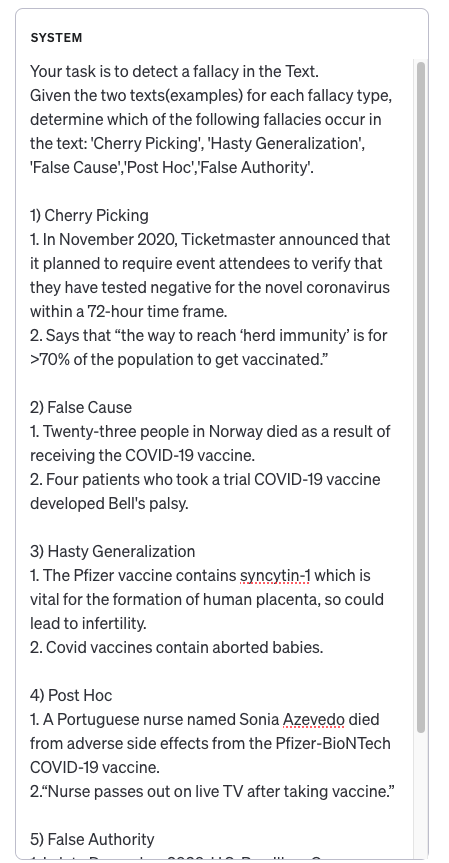 SYSTEM
Your task is to detect a fallacy in the Text.
Given the two texts(examples) for each fallacy type,
determine which of the following fallacies occur in
the text: 'Cherry Picking', 'Hasty Generalization',
'False Cause','Post Hoc','False Authority'.
1) Cherry Picking
1. In November 2020, Ticketmaster announced that
it planned to require event attendees to verify that
they have tested negative for the novel coronavirus
within a 72-hour time frame.
2. Says that “the way to reach ‘herd immunity’ is for
>70% of the population to get vaccinated.”
2) False Cause
1. Twenty-three people in Norway died as a result of
receiving the COVID-19 vaccine.
2. Four patients who took a trial COVID-19 vaccine
developed Bell's palsy.
3) Hasty Generalization
1. The Pfizer vaccine contains syncytin-1 which is
vital for the formation of human placenta, so could
lead to infertility.
2. Covid vaccines contain aborted babies.
4) Post Hoc
1. A Portuguese nurse named Sonia Azevedo died
from adverse side effects from the Pfizer-BioNTech
COVID-19 vaccine.
2.“Nurse passes out on live TV after taking vaccine.”
5) False Authority